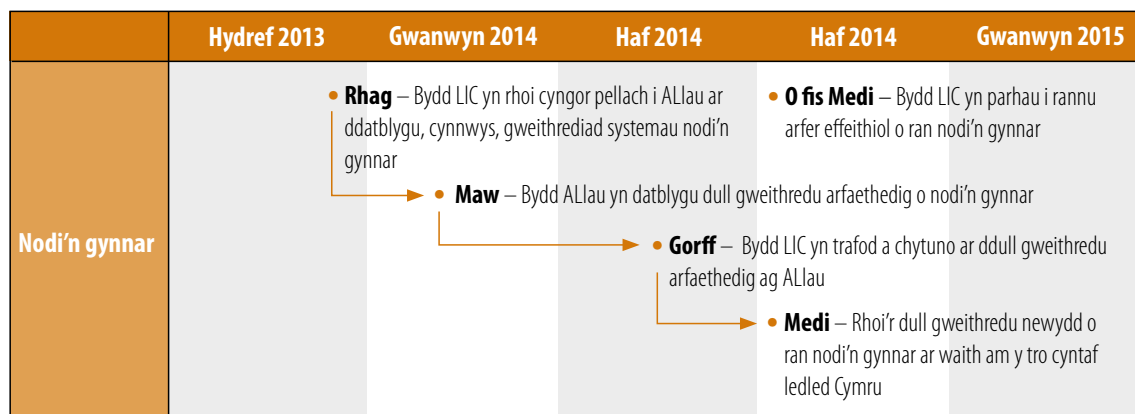 Hydref 2013 Gwanwyn 2014 Haf 2014 Haf 2014 Gwanwyn 2015
Nodi’n gynnar
• Rhag – Bydd LlC yn rhoi cyngor pellach i ALlau ar
ddatblygu, cynnwys, gweithrediad systemau nodi’n
gynnar
• O fis Medi – Bydd LlC yn parhau i rannu
arfer effeithiol o ran nodi’n gynnar
• Maw – Bydd ALlau yn datblygu dull gweithredu arfaethedig o nodi’n gynnar
• Gorff – Bydd LlC yn trafod a chytuno ar ddull gweithredu
arfaethedig ag ALlau
• Medi – Rhoi’r dull gweithredu newydd o
ran nodi’n gynnar ar waith am y tro cyntaf
ledled Cymru